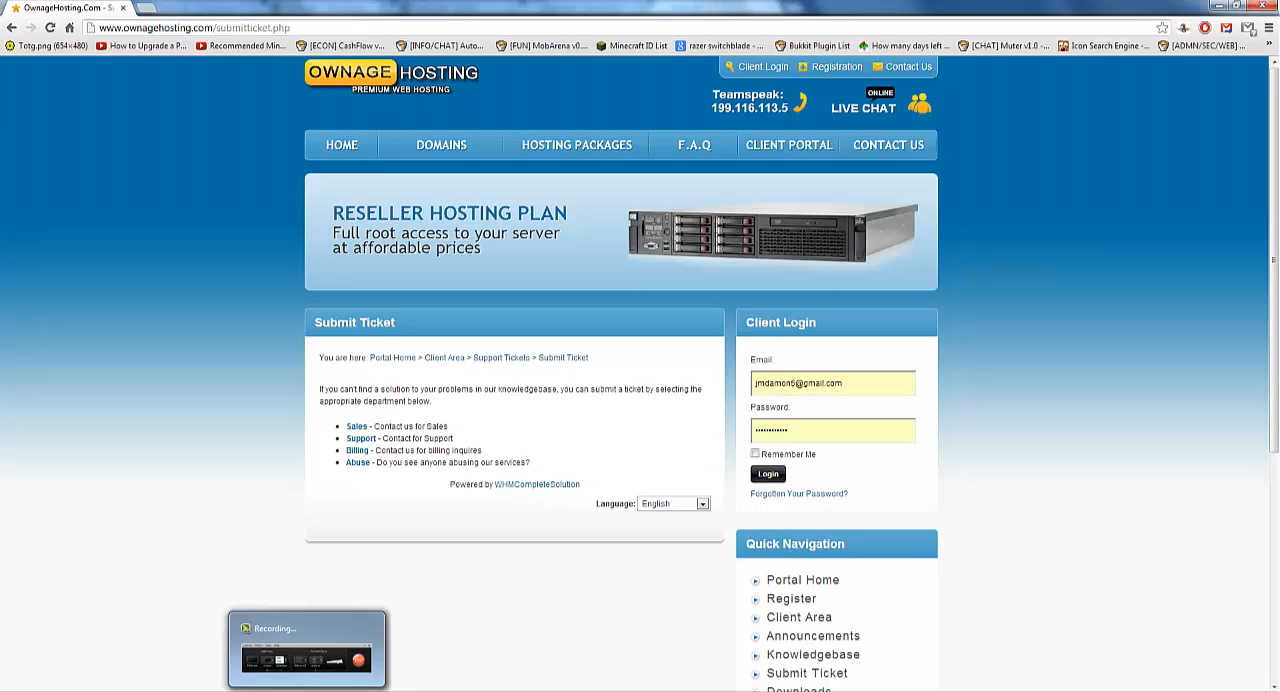 OwnageHosting.Com - S
www.ownagehosting.com/submitticket.php
Totg.png (654×480)
How to Upgrade a P...
Recommended Min...
[ECON] CashFlow v...
[INFO/CHAT] Auto...
[FUN] MobArena v0....
Minecraft ID List
razer switchblade - ...
Bukkit Plugin List
How many days left ...
[CHAT] Muter v1.0 -...
Icon Search Engine -...
[ADMN/SEC/WEB] ...
OWNAGE HOSTING
PREMIUM WEB HOSTING
Client Login
Registration
Contact Us
Teamspeak:
199.116.113.5
ONLINE
LIVE CHAT
HOME
DOMAINS
HOSTING PACKAGES
F.A.Q
CLIENT PORTAL
CONTACT US
RESELLER HOSTING PLAN
Full root access to your server
at affordable prices
Submit Ticket
You are here: Portal Home > Client Area > Support Tickets > Submit Ticket
If you can't find a solution to your problems in our knowledgebase, you can submit a ticket by selecting the
appropriate department below.
Sales - Contact us for Sales
Support - Contact for Support
Billing - Contact us for billing inquires
Abuse - Do you see anyone abusing our services?
Powered by WHMCompleteSolution
Language: English
Client Login
Email:
jmdamon5@gmail.com
Password:
Remember Me
Login
Forgotten Your Password?
Quick Navigation
Portal Home
Register
Client Area
Announcements
Knowledgebase
Submit Ticket
Downloads
Recording...